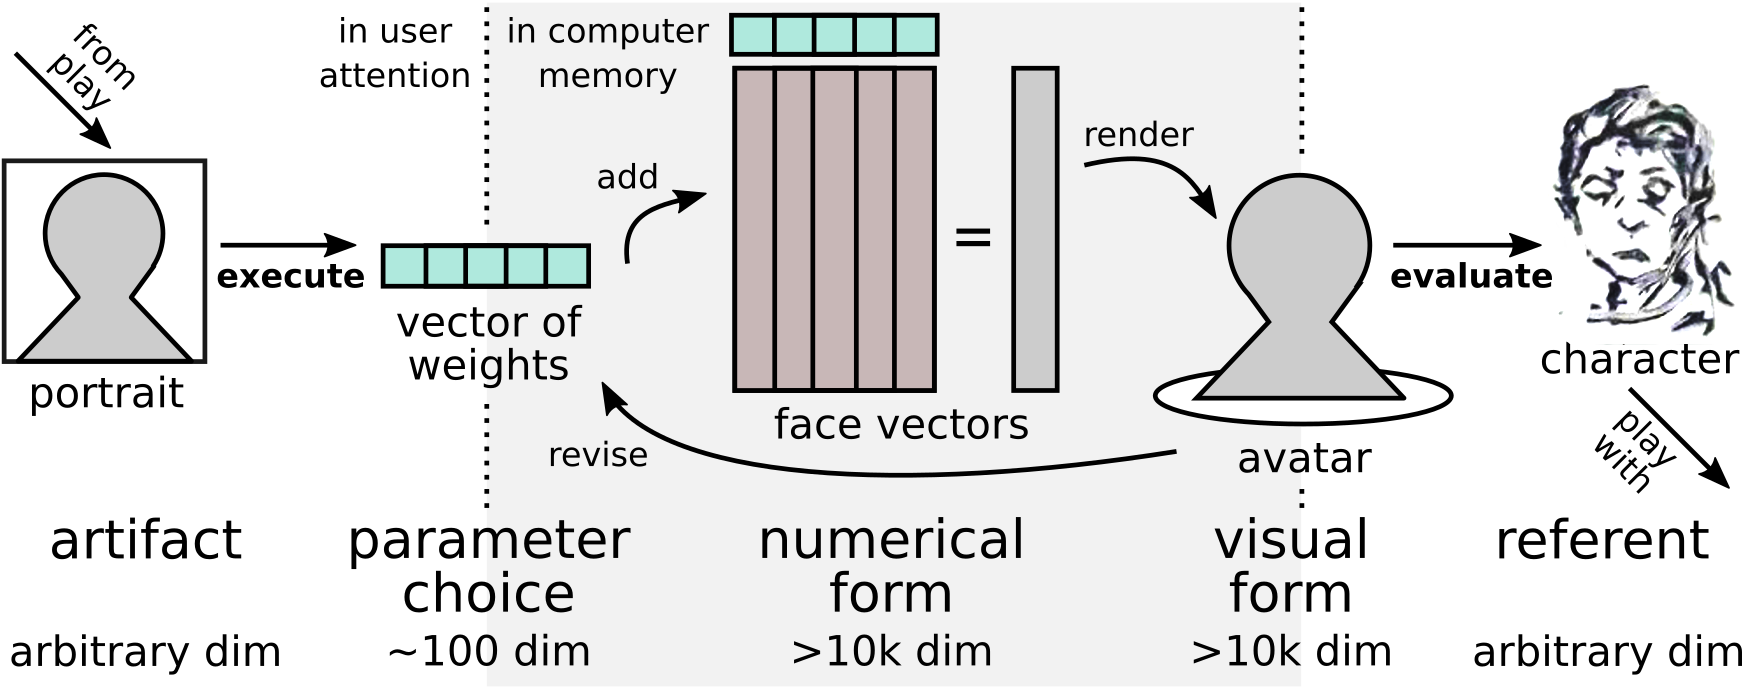 from
play
in user
attention
in computer
memory
add
render
execute
evaluate
=
portrait
vector of
weights
face vectors
revise
avatar
character
play
with
artifact
parameter
choice
numerical
form
visual
form
referent
arbitrary dim
~100 dim
>10k dim
>10k dim
arbitrary dim